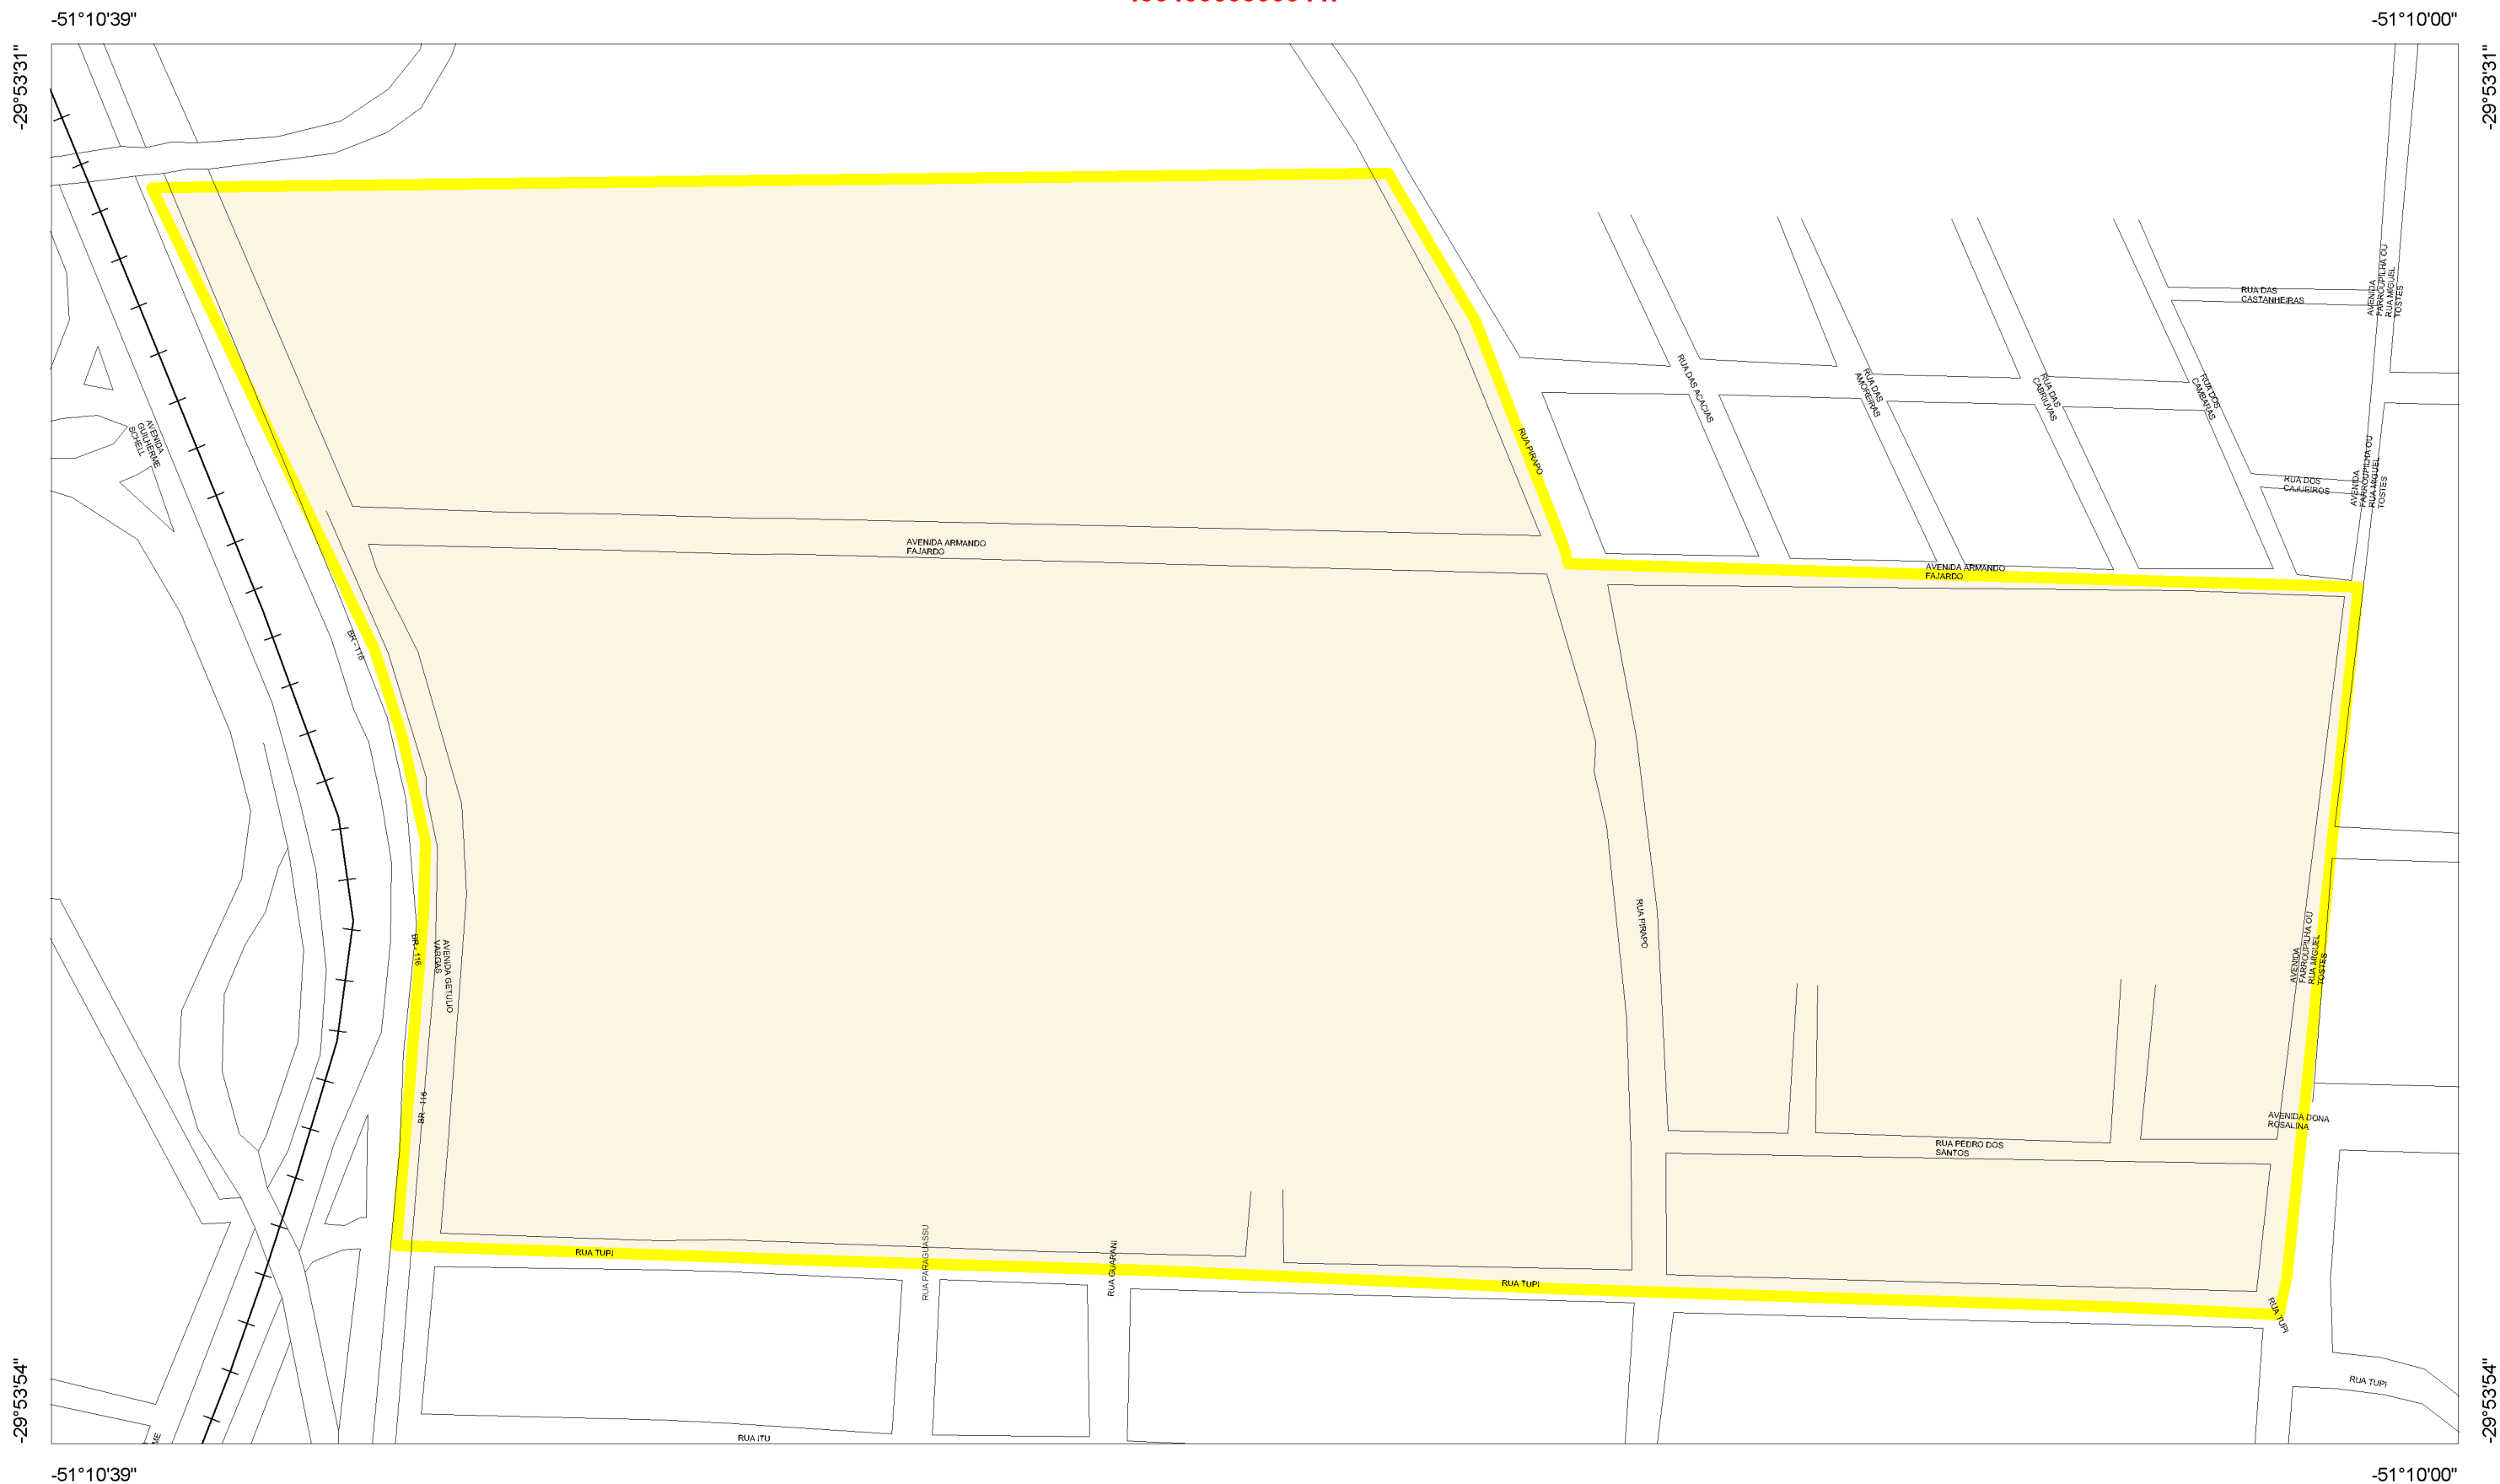 -51°10'39"
-51°10'00"
-29°53'31"
-29°53'31"
RUA DAS
CASTANHEIRAS
AVENIDA
FARROUPILHA OU
RUA MIGUEL
TOSTES
RUA DAS ACACIAS
RUA DAS
AMOREIRAS
RUA DAS
CABRIUVAS
RUA DOS
CAMBARAS
AVENIDA
GUILHERME
SCHELL
RUA PIRAPO
AVENIDA
FARROUPILHA OU
RUA MIGUEL
TOSTES
RUA DOS
CAJUEIROS
AVENIDA ARMANDO
FAJARDO
AVENIDA ARMANDO
FAJARDO
BR - 116
BR - 116
AVENIDA GETULIO
VARGAS
RUA PIRAPO
AVENIDA
FARROUPILHA OU
RUA MIGUEL
TOSTES
BR - 116
AVENIDA DONA
ROSALINA
RUA PEDRO DOS
SANTOS
RUA TUPI
RUA PARAGUASSU
RUA GUARANI
RUA TUPI
RUA TUPI
RUA TUPI
RUA ITU
ME
-29°53'54"
-29°53'54"
-51°10'39"
-51°10'00"